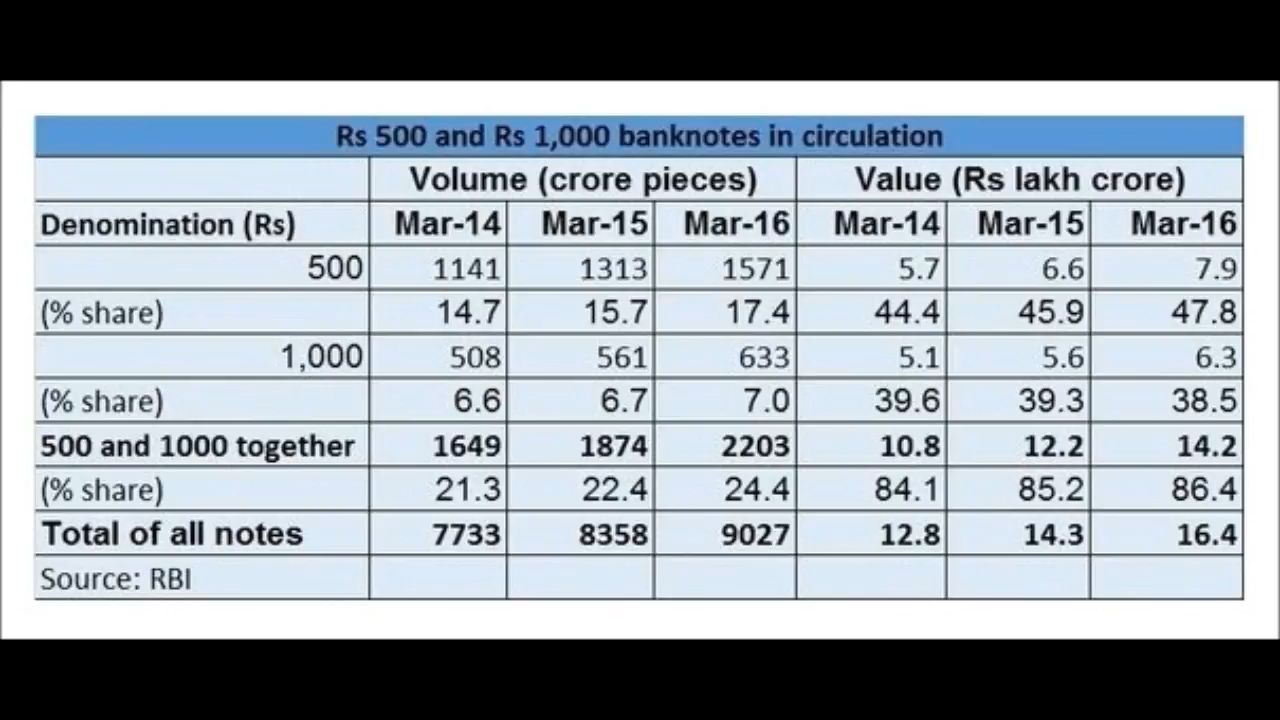 Rs 500 and Rs 1,000 banknotes in circulation
Volume (crore pieces) Value (Rs lakh crore)
Denomination (Rs) Mar-14 Mar-15 Mar-16 Mar-14 Mar-15 Mar-16
500 1141 1313 1571 5.7 6.6 7.9
(% share) 14.7 15.7 17.4 44.4 45.9 47.8
1,000 508 561 633 5.1 5.6 6.3
(% share) 6.6 6.7 7.0 39.6 39.3 38.5
500 and 1000 together 1649 1874 2203 10.8 12.2 14.2
(% share) 21.3 22.4 24.4 84.1 85.2 86.4
Total of all notes 7733 8358 9027 12.8 14.3 16.4
Source: RBI